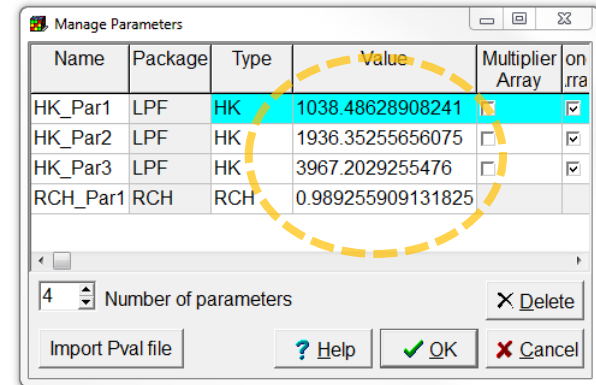 Manage Parameters
Name Package Type Value Multiplier Array on rra
HK_Par1 LPF HK 1038.48628908241
HK_Par2 LPF HK 1936.35255656075
HK_Par3 LPF HK 3967.2029255476
RCH_Par1 RCH RCH 0.989255909131825
4 Number of parameters Delete
Import Pval file ? Help OK Cancel